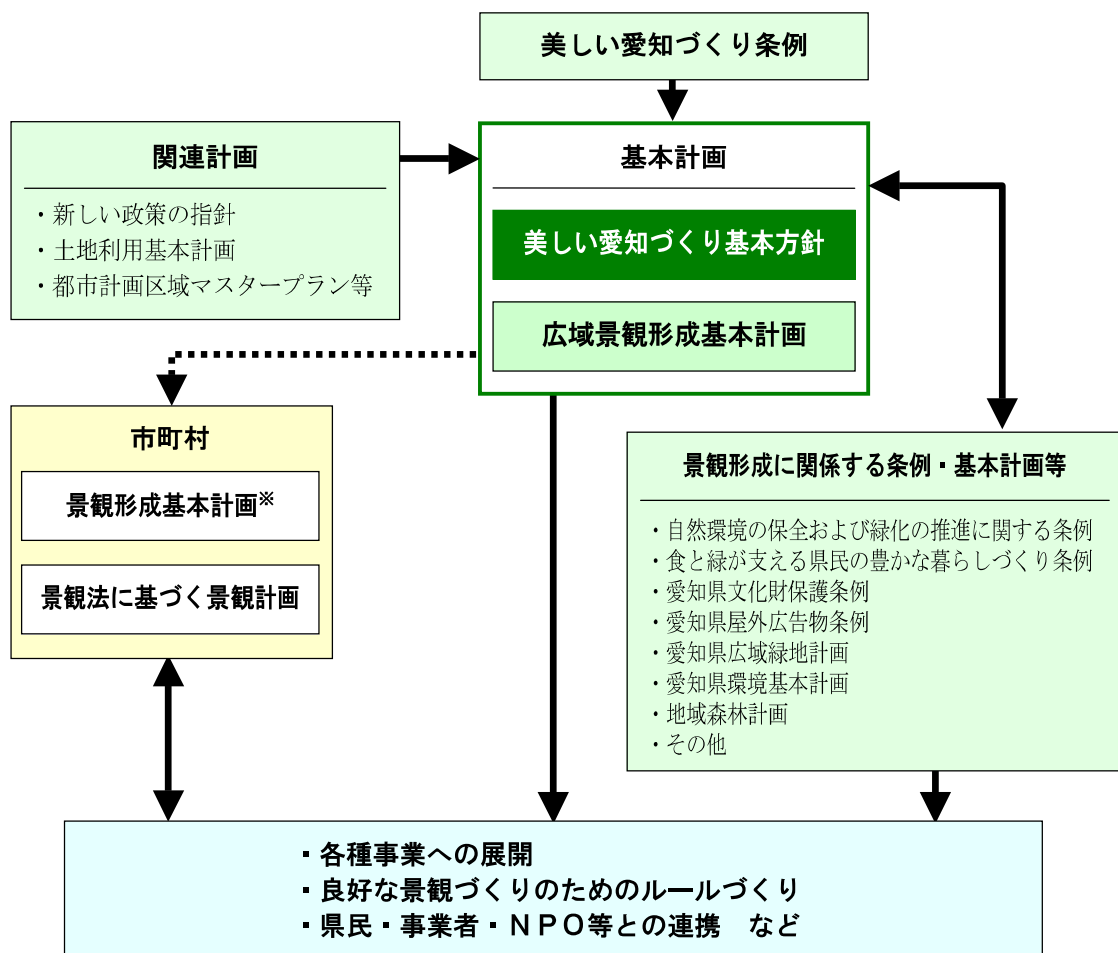 美しい愛知づくり条例
関連計画
・新しい政策の指針
・土地利用基本計画
・都市計画区域マスタープラン等
基本計画
美しい愛知づくり基本方針
広域景観形成基本計画
市町村
景観形成基本計画※
景観法に基づく景観計画
景観形成に関係する条例・基本計画等
・自然環境の保全および緑化の推進に関する条例
・食と緑が支える県民の豊かな暮らしづくり条例
・愛知県文化財保護条例
・愛知県屋外広告物条例
・愛知県広域緑地計画
・愛知県環境基本計画
・地域森林計画
・その他
・各種事業への展開
・良好な景観づくりのためのルールづくり
・県民・事業者・ＮＰＯ等との連携　など